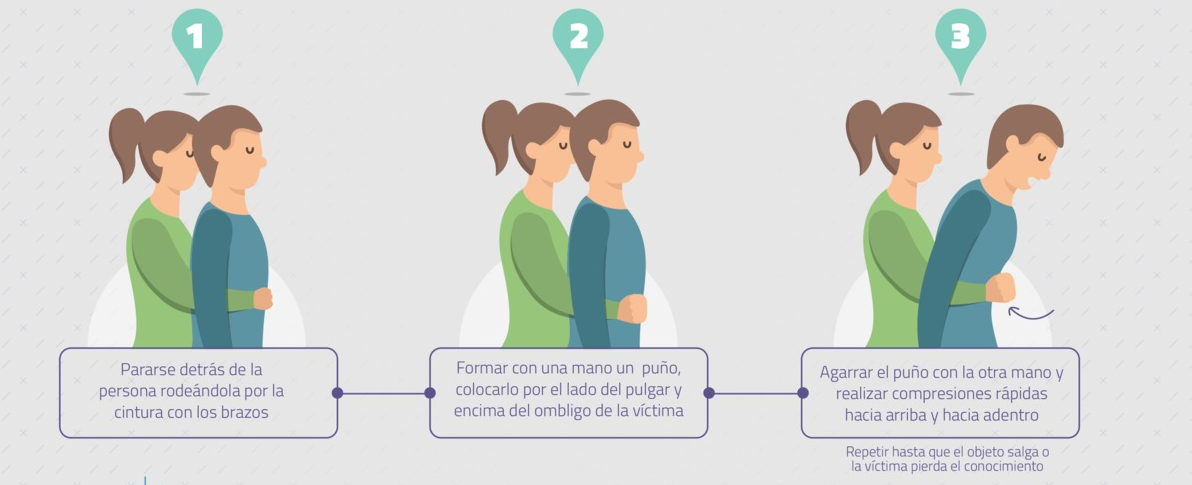 1
2
3
Pararse detrás de la
persona rodeándola por la
cintura con los brazos
Formar con una mano un puño,
colocarlo por el lado del pulgar y
encima del ombligo de la víctima
Agarrar el puño con la otra mano y
realizar compresiones rápidas
hacia arriba y hacia adentro
Repetir hasta que el objeto salga o
la víctima pierda el conocimiento